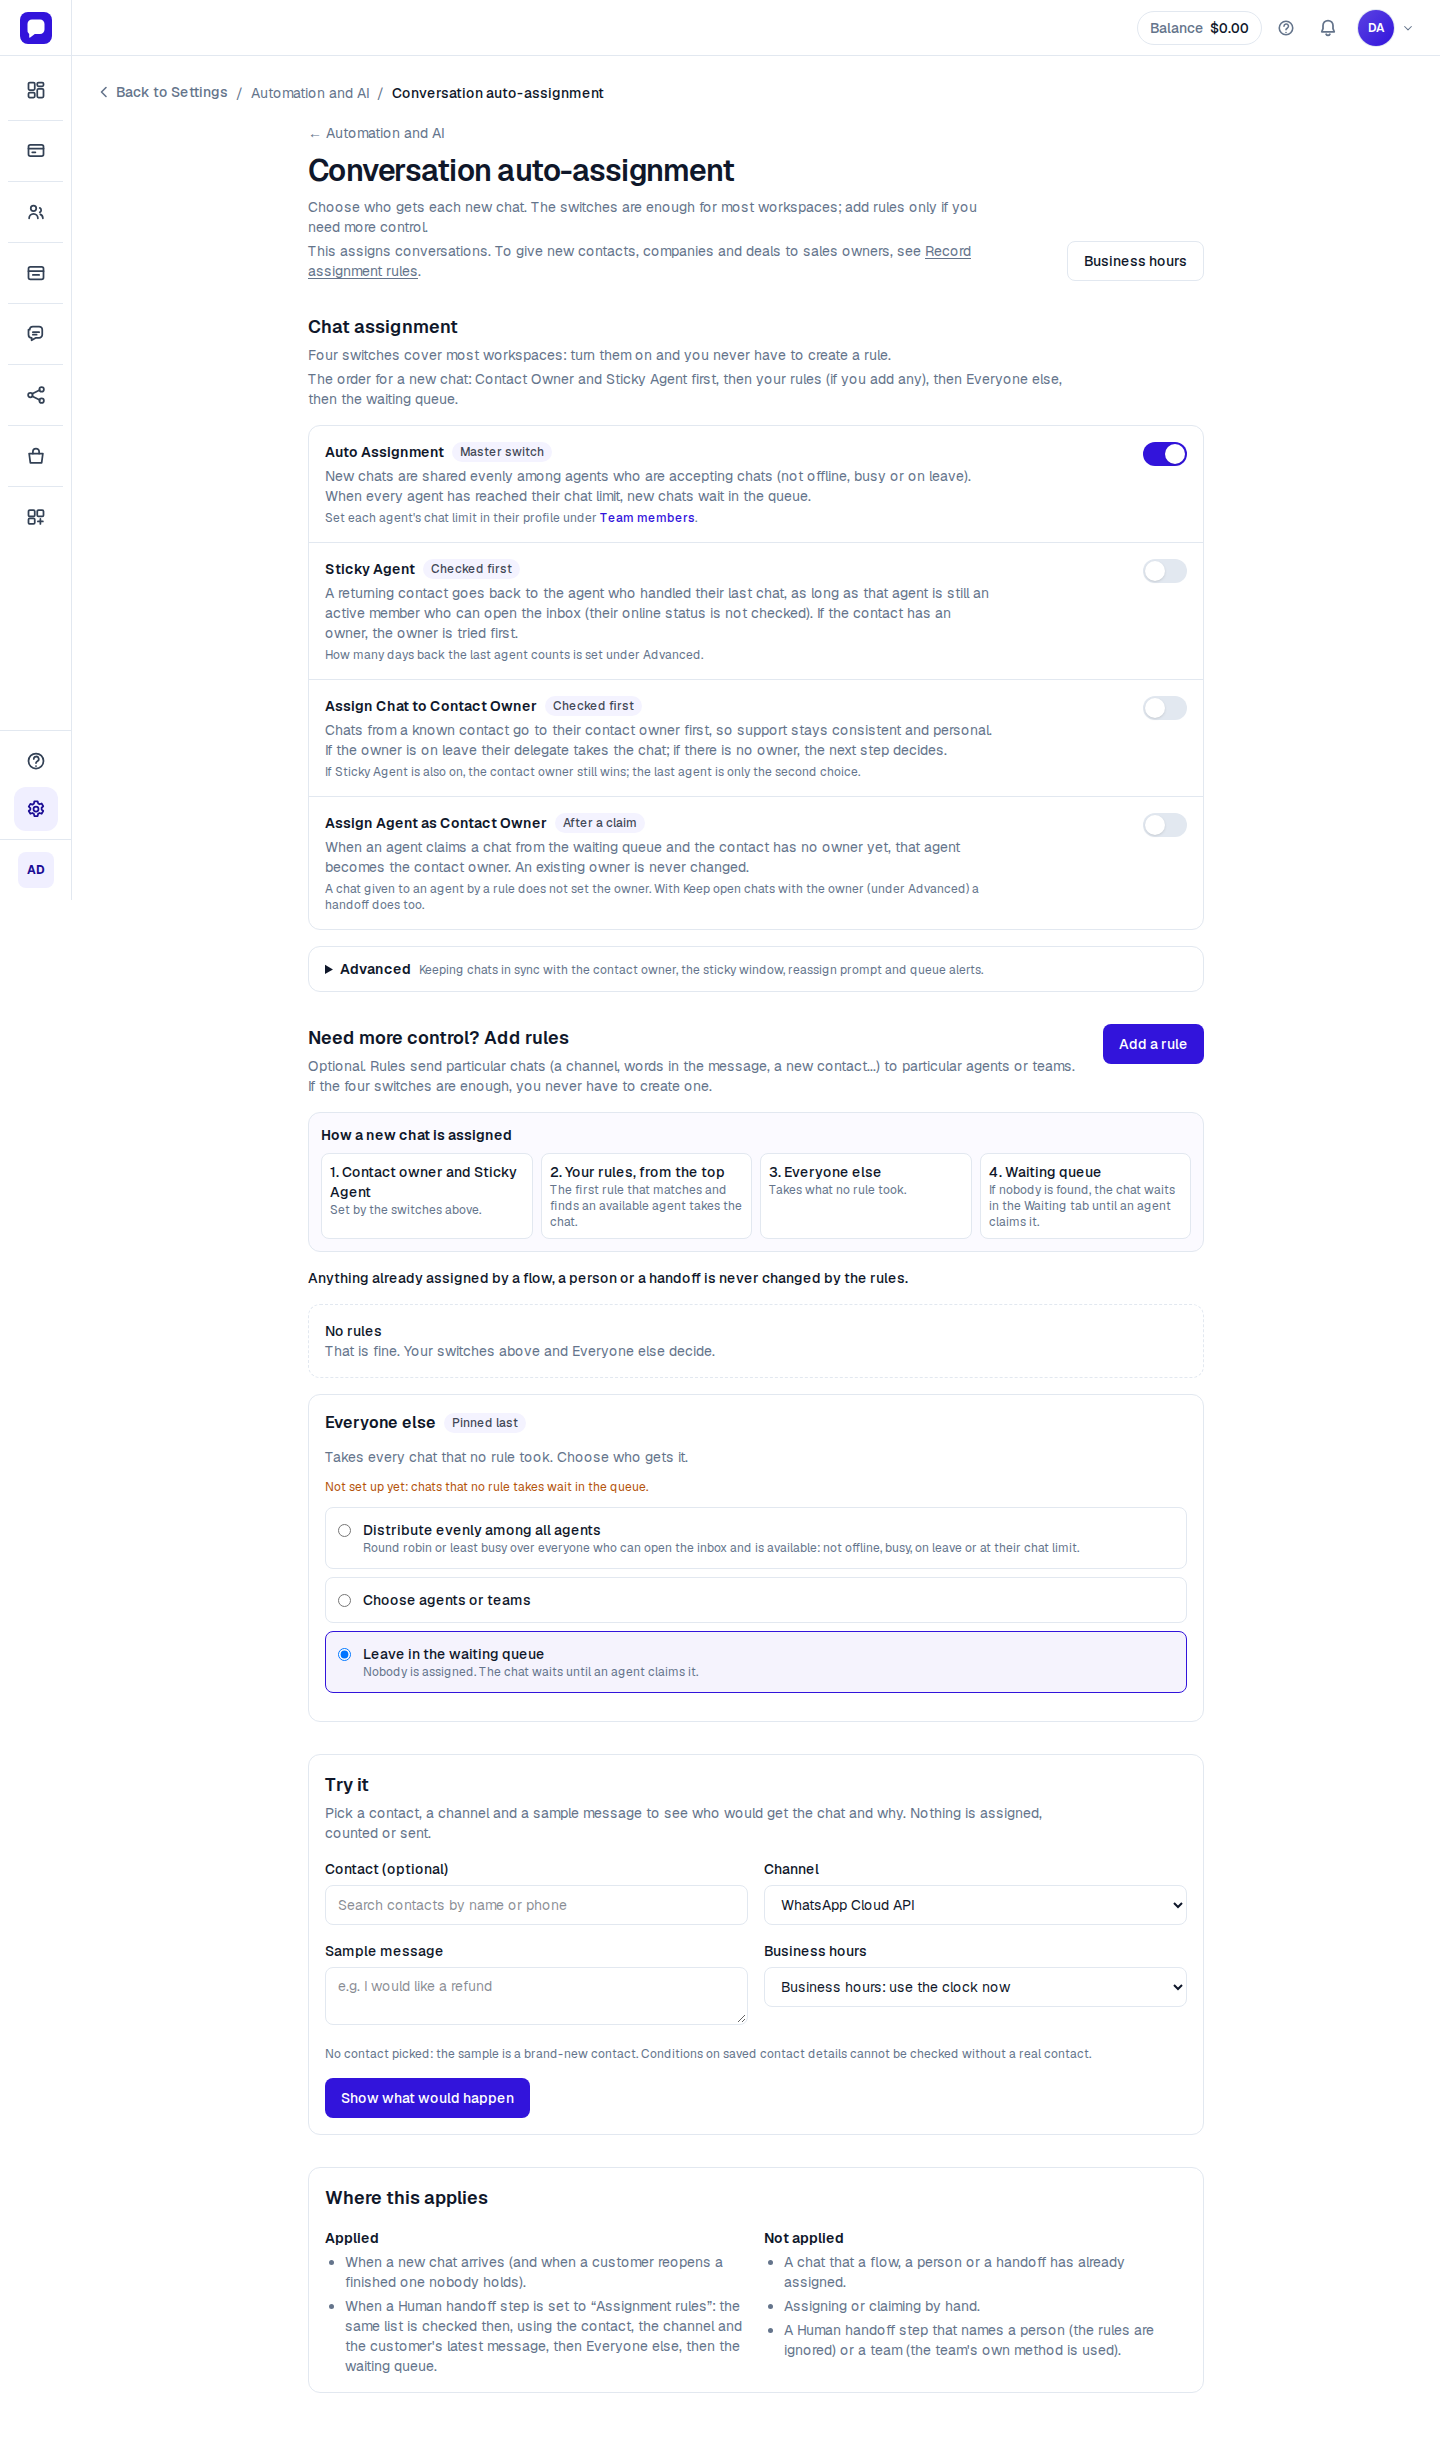 Balance $0.00
DA
Back to Settings / Automation and AI / Conversation auto-assignment
← Automation and AI
Conversation auto-assignment
Choose who gets each new chat. The switches are enough for most workspaces; add rules only if you
need more control.
This assigns conversations. To give new contacts, companies and deals to sales owners, see Record
assignment rules.
Business hours
Chat assignment
Four switches cover most workspaces: turn them on and you never have to create a rule.
The order for a new chat: Contact Owner and Sticky Agent first, then your rules (if you add any), then Everyone else,
then the waiting queue.
Auto Assignment Master switch
New chats are shared evenly among agents who are accepting chats (not offline, busy or on leave).
When every agent has reached their chat limit, new chats wait in the queue.
Set each agent's chat limit in their profile under Team members.
Sticky Agent Checked first
A returning contact goes back to the agent who handled their last chat, as long as that agent is still an
active member who can open the inbox (their online status is not checked). If the contact has an
owner, the owner is tried first.
How many days back the last agent counts is set under Advanced.
Assign Chat to Contact Owner Checked first
Chats from a known contact go to their contact owner first, so support stays consistent and personal.
If the owner is on leave their delegate takes the chat; if there is no owner, the next step decides.
If Sticky Agent is also on, the contact owner still wins; the last agent is only the second choice.
Assign Agent as Contact Owner After a claim
When an agent claims a chat from the waiting queue and the contact has no owner yet, that agent
becomes the contact owner. An existing owner is never changed.
A chat given to an agent by a rule does not set the owner. With Keep open chats with the owner (under Advanced) a
handoff does too.
AD
Advanced Keeping chats in sync with the contact owner, the sticky window, reassign prompt and queue alerts.
Need more control? Add rules
Add a rule
Optional. Rules send particular chats (a channel, words in the message, a new contact…) to particular agents or teams.
If the four switches are enough, you never have to create one.
How a new chat is assigned
1. Contact owner and Sticky
Agent
Set by the switches above.
2. Your rules, from the top
The first rule that matches and
finds an available agent takes the
chat.
3. Everyone else
Takes what no rule took.
4. Waiting queue
If nobody is found, the chat waits
in the Waiting tab until an agent
claims it.
Anything already assigned by a flow, a person or a handoff is never changed by the rules.
No rules
That is fine. Your switches above and Everyone else decide.
Everyone else Pinned last
Takes every chat that no rule took. Choose who gets it.
Not set up yet: chats that no rule takes wait in the queue.
Distribute evenly among all agents
Round robin or least busy over everyone who can open the inbox and is available: not offline, busy, on leave or at their chat limit.
Choose agents or teams
Leave in the waiting queue
Nobody is assigned. The chat waits until an agent claims it.
Try it
Pick a contact, a channel and a sample message to see who would get the chat and why. Nothing is assigned,
counted or sent.
Contact (optional)
Search contacts by name or phone
Channel
WhatsApp Cloud API
Sample message
e.g. I would like a refund
Business hours
Business hours: use the clock now
No contact picked: the sample is a brand-new contact. Conditions on saved contact details cannot be checked without a real contact.
Show what would happen
Where this applies
Applied
• When a new chat arrives (and when a customer reopens a
finished one nobody holds).
• When a Human handoff step is set to “Assignment rules”: the
same list is checked then, using the contact, the channel and
the customer's latest message, then Everyone else, then the
waiting queue.
Not applied
• A chat that a flow, a person or a handoff has already
assigned.
• Assigning or claiming by hand.
• A Human handoff step that names a person (the rules are
ignored) or a team (the team's own method is used).